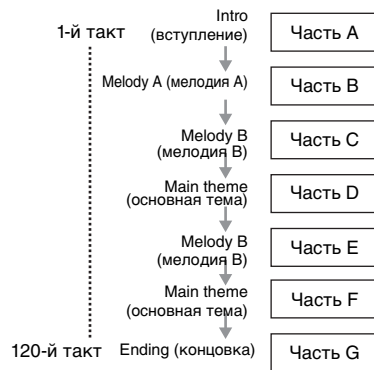 Intro
(вступление)
Часть A
1-й такт
Melody A (мелодия A)
Часть B
Melody B
(мелодия B)
Часть C
Main theme
(основная тема)
Часть D
Melody B
(мелодия B)
Часть E
Main theme
(основная тема)
Часть F
120-й такт
Ending (концовка)
Часть G